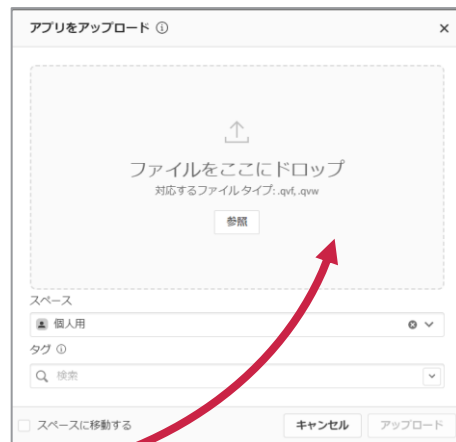 アプリをアップロード
ファイルをここにドロップ
対応するファイル タイプ: .qvf, .qvw
参照
スペース
個人用
タグ
検索
スペースに移動する
キャンセル
アップロード